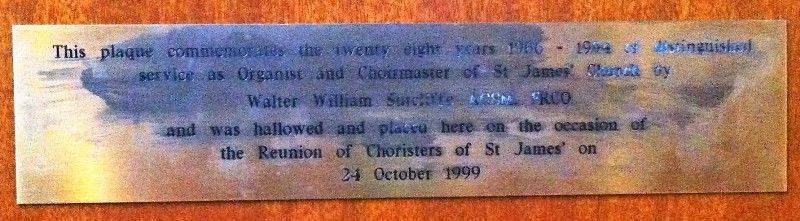 This plaque commemorates the twenty eight years 1966 - 1994 of distinguished
service as Organist and Choirmaster of St James' Church by
Walter William Sutcliffe FRCO
and was hallowed and placed here on the occasion of
the Reunion of Choristers of St James' on
24 October 1999